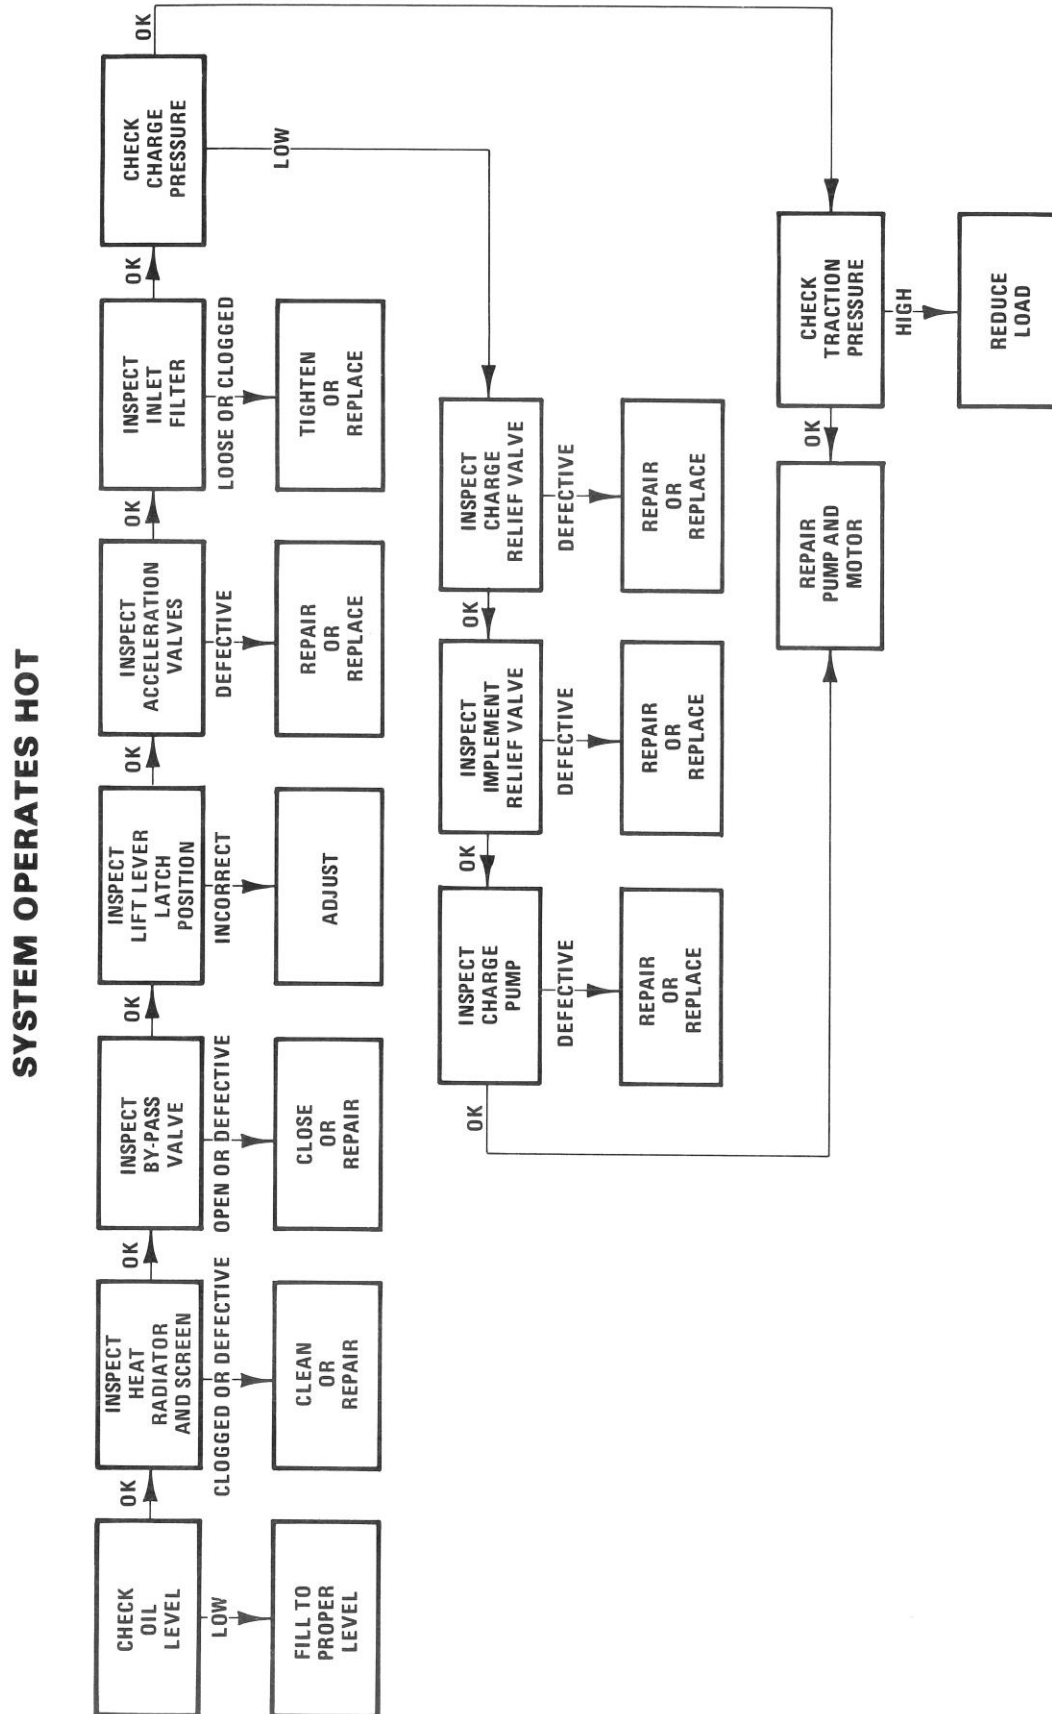 SYSTEM OPERATES HOT
CHECK
OIL
LEVEL
OK
INSPECT
HEAT
RADIATOR
AND SCREEN
OK
INSPECT
BY-PASS
VALVE
OK
INSPECT
LIFT LEVER
LATCH
POSITION
OK
INSPECT
ACCELERATION
VALVES
OK
INSPECT
INLET
FILTER
OK
CHECK
CHARGE
PRESSURE
OK
LOW
CLOGGED OR DEFECTIVE
OPEN OR DEFECTIVE
INCORRECT
DEFECTIVE
LOOSE OR CLOGGED
LOW
FILL TO
PROPER
LEVEL
CLEAN
OR
REPAIR
CLOSE
OR
REPAIR
ADJUST
REPAIR
OR
REPLACE
TIGHTEN
OR
REPLACE
OK
INSPECT
CHARGE
PUMP
OK
INSPECT
IMPLEMENT
RELIEF VALVE
OK
INSPECT
CHARGE
RELIEF VALVE
DEFECTIVE
DEFECTIVE
DEFECTIVE
REPAIR
OR
REPLACE
REPAIR
OR
REPLACE
REPAIR
OR
REPLACE
REPAIR
PUMP AND
MOTOR
OK
CHECK
TRACTION
PRESSURE
HIGH
REDUCE
LOAD